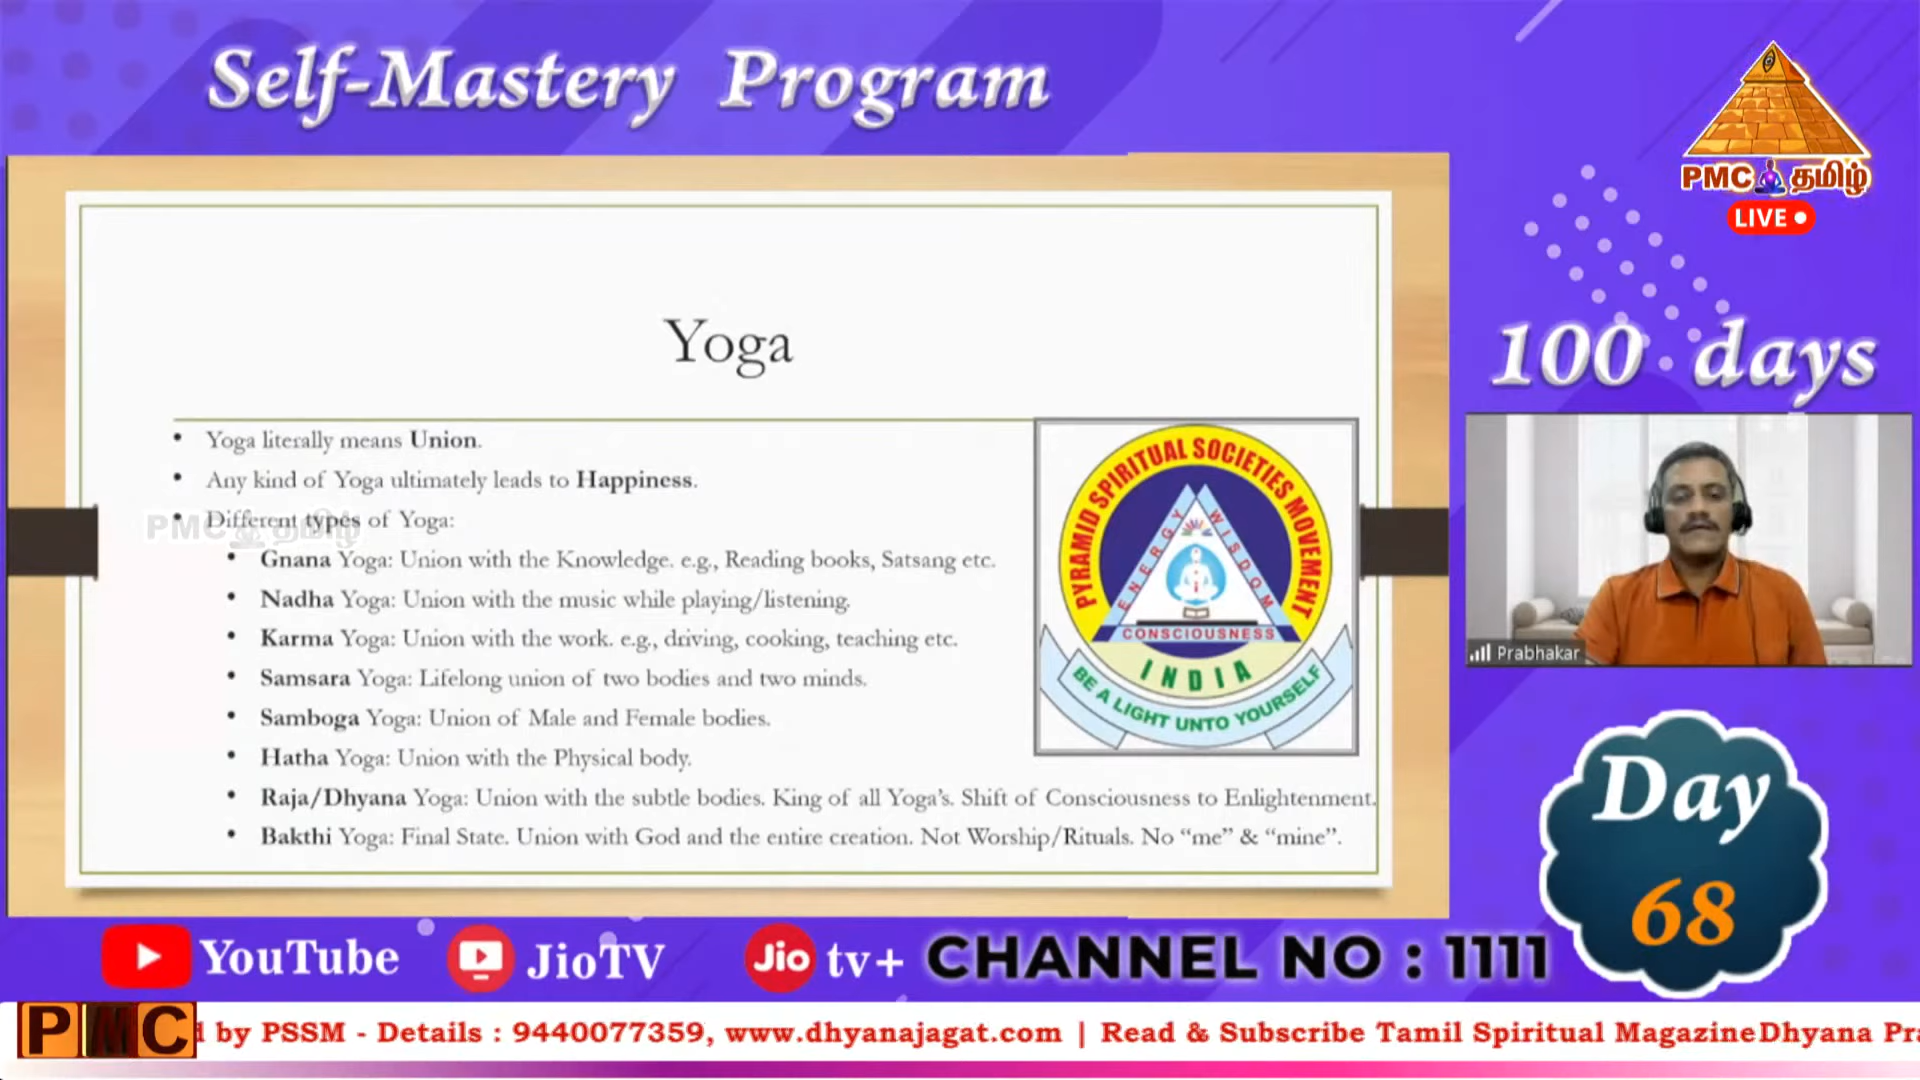 Self-Mastery Program
PMC தமிழ்
LIVE
Yoga
100 days
• Yoga literally means Union.
• Any kind of Yoga ultimately leads to Happiness.
• Different types of Yoga:
PMC தமிழ்
• Gnana Yoga: Union with the Knowledge. e.g., Reading books, Satsang etc.
• Nadha Yoga: Union with the music while playing/listening.
• Karma Yoga: Union with the work. e.g., driving, cooking, teaching etc.
• Samsara Yoga: Lifelong union of two bodies and two minds.
• Samboga Yoga: Union of Male and Female bodies.
• Hatha Yoga: Union with the Physical body.
• Raja/Dhyana Yoga: Union with the subtle bodies. King of all Yoga's. Shift of Consciousness to Enlightenment.
• Bakthi Yoga: Final State. Union with God and the entire creation. Not Worship/Rituals. No “me” & “mine”.
PYRAMID SPIRITUAL SOCIETIES MOVEMENT
ENERGY
WISDOM
CONSCIOUSNESS
INDIA
BE A LIGHT UNTO YOURSELF
Prabhakar
Day
68
YouTube
JioTV
Jio tv+
CHANNEL NO : 1111
PMC
d by PSSM - Details : 9440077359, www.dhyanajagat.com | Read & Subscribe Tamil Spiritual Magazine Dhyana Pra